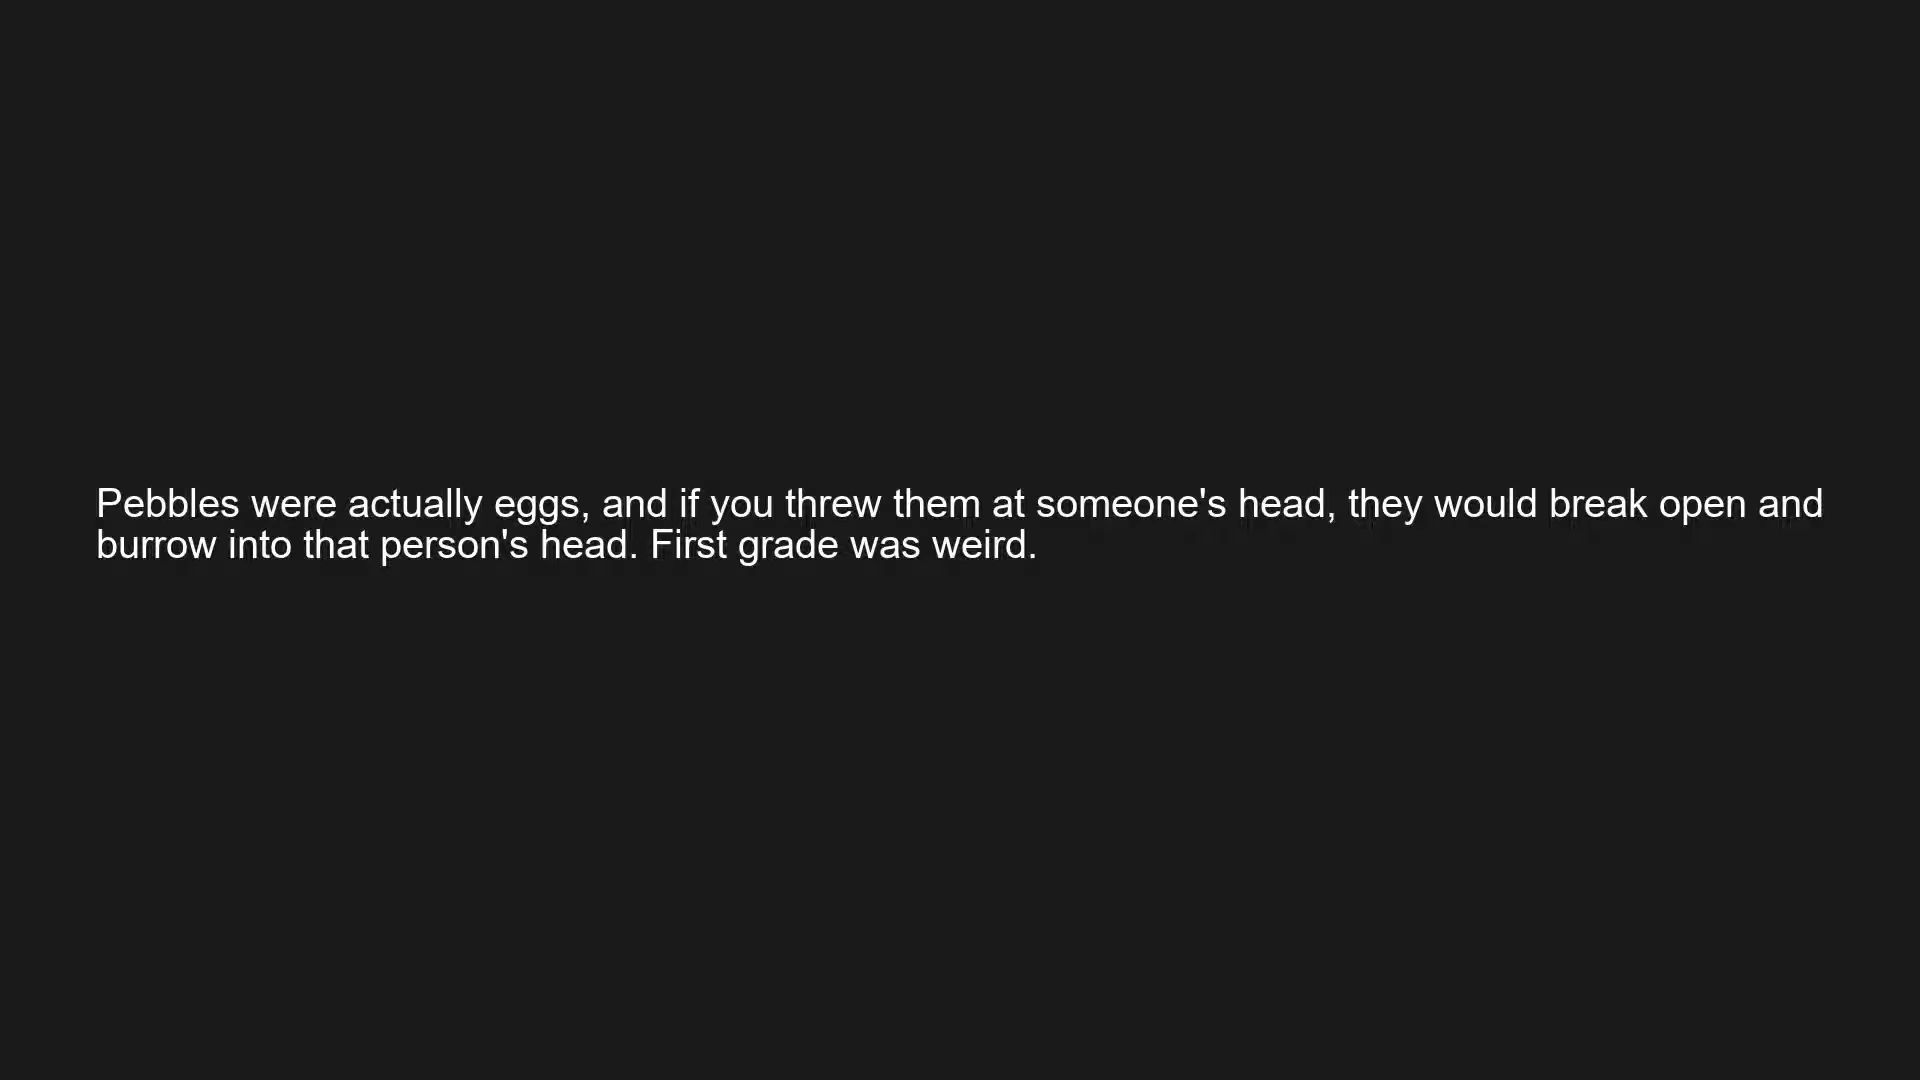 Pebbles were actually eggs, and if you threw them at someone's head, they would break open and
burrow into that person's head. First grade was weird.